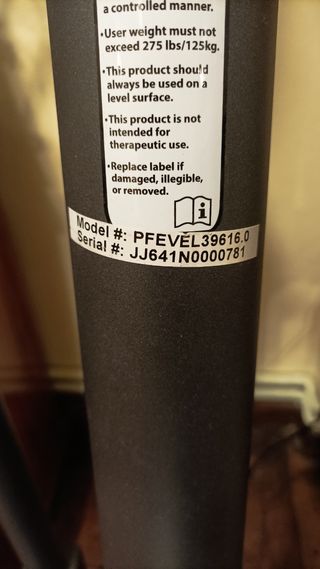 a controlled manner.
•User weight must not
exceed 275 lbs/125kg.
•This product should
always be used on a
level surface.
•This product is not
intended for
therapeutic use.
•Replace label if
damaged, illegible,
or removed.
Model #: PFEVEL39616.0
Serial #: JJ641N0000781